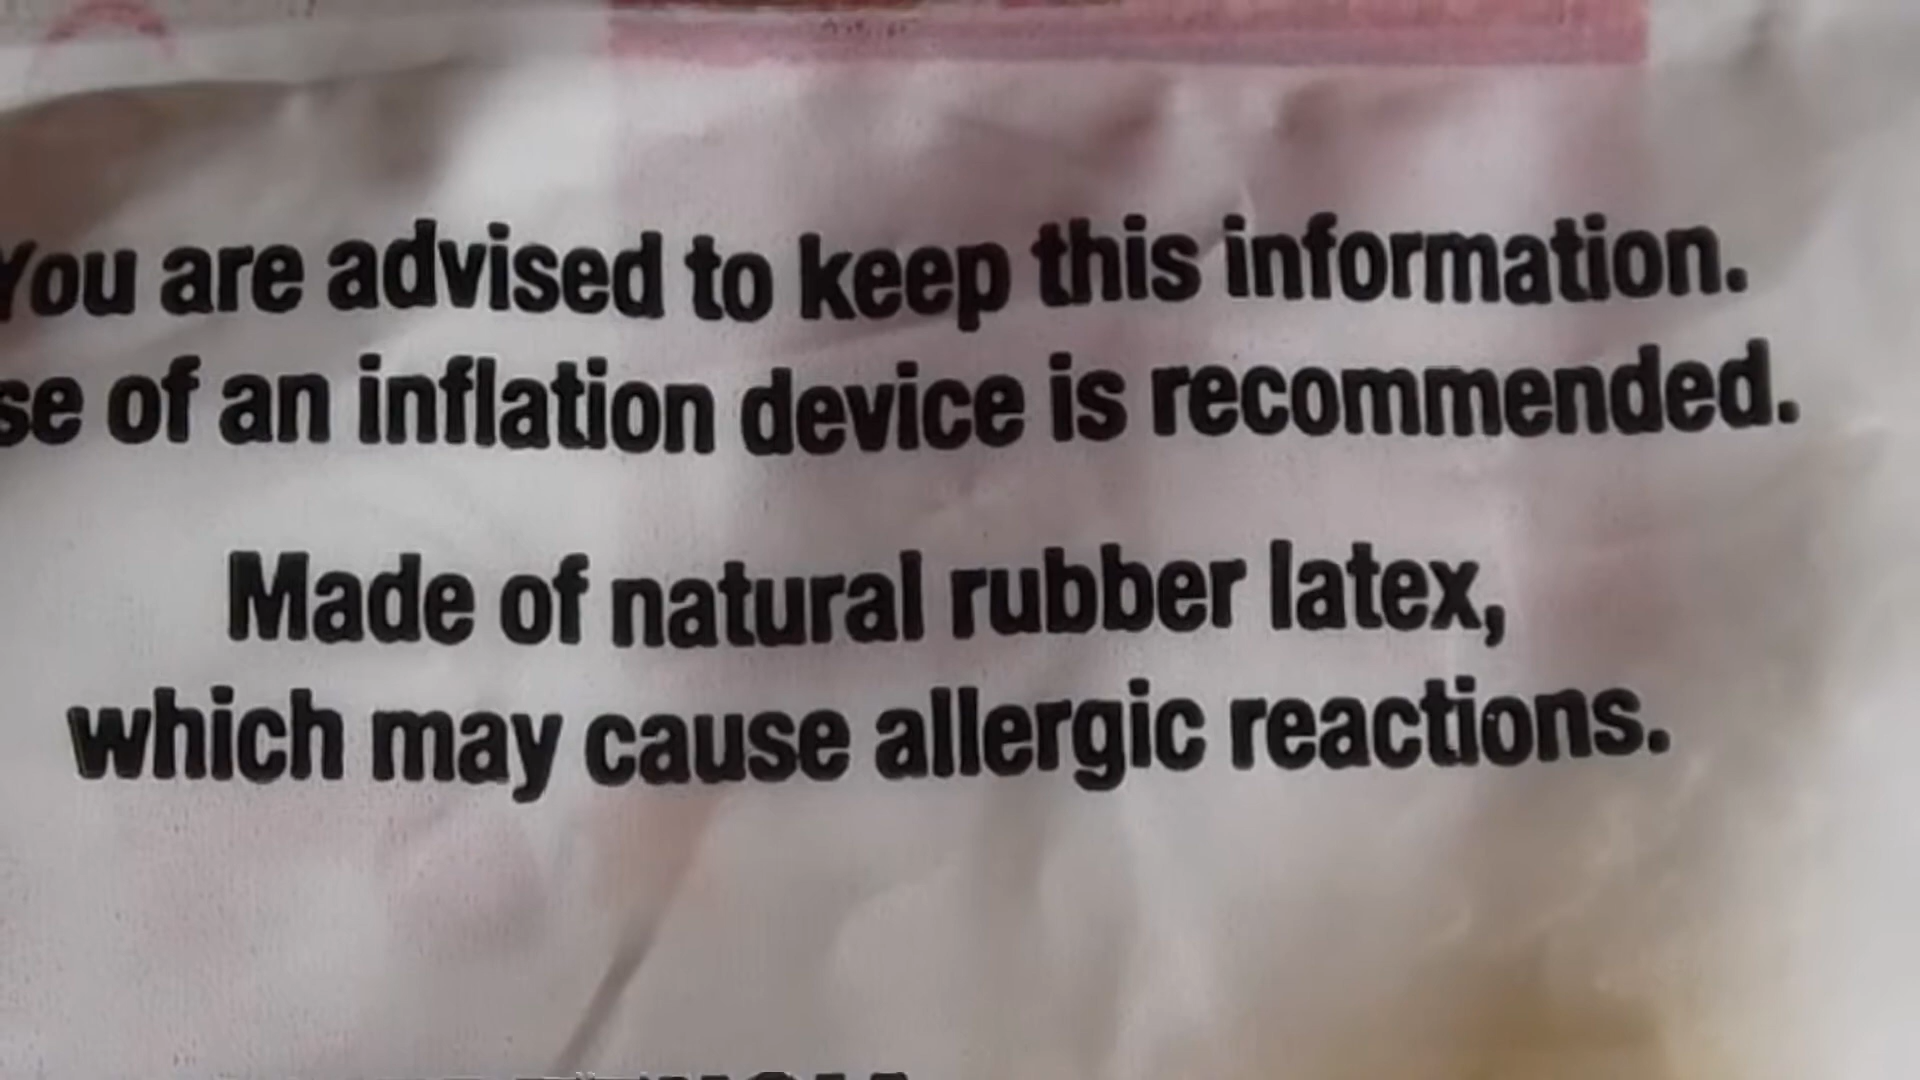 You are advised to keep this information.
se of an inflation device is recommended.
Made of natural rubber latex,
which may cause allergic reactions.